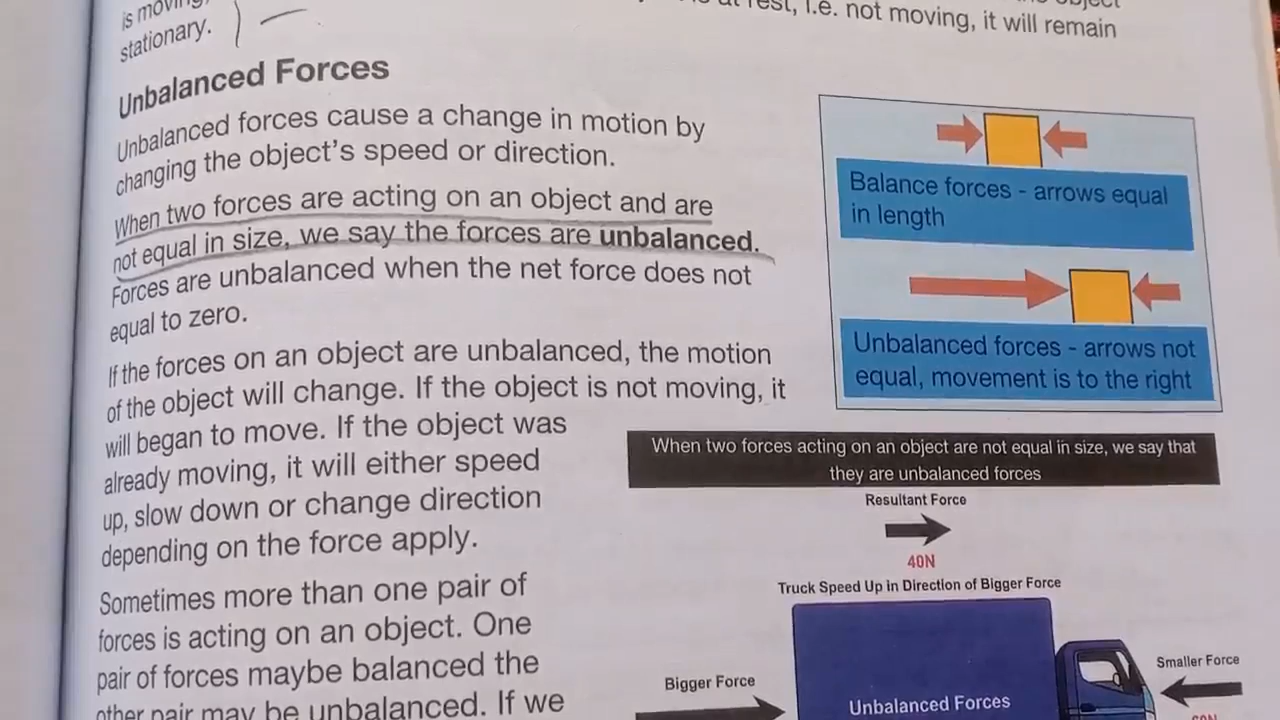 is moving,
stationary.
rest, i.e. not moving, it will remain
Unbalanced Forces
Unbalanced forces cause a change in motion by
changing the object's speed or direction.
When two forces are acting on an object and are
not equal in size, we say the forces are unbalanced.
Forces are unbalanced when the net force does not
equal to zero.
If the forces on an object are unbalanced, the motion
of the object will change. If the object is not moving, it
will began to move. If the object was
already moving, it will either speed
up, slow down or change direction
depending on the force apply.
Sometimes more than one pair of
forces is acting on an object. One
pair of forces maybe balanced the
other pair may be unbalanced. If we
Balance forces - arrows equal
in length
Unbalanced forces - arrows not
equal, movement is to the right
When two forces acting on an object are not equal in size, we say that
they are unbalanced forces
Resultant Force
40N
Truck Speed Up in Direction of Bigger Force
Bigger Force
Unbalanced Forces
Smaller Force